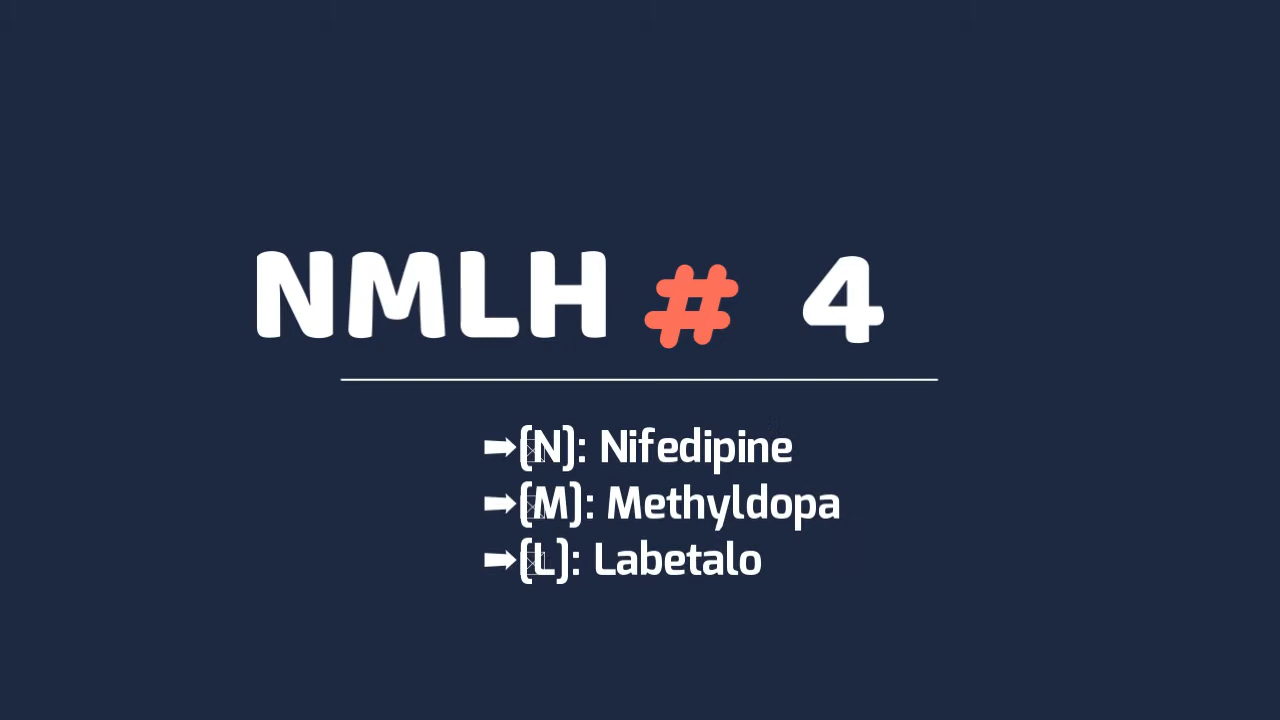 NMLH # 4
➡(N): Nifedipine
➡(M): Methyldopa
➡(L): Labetalo